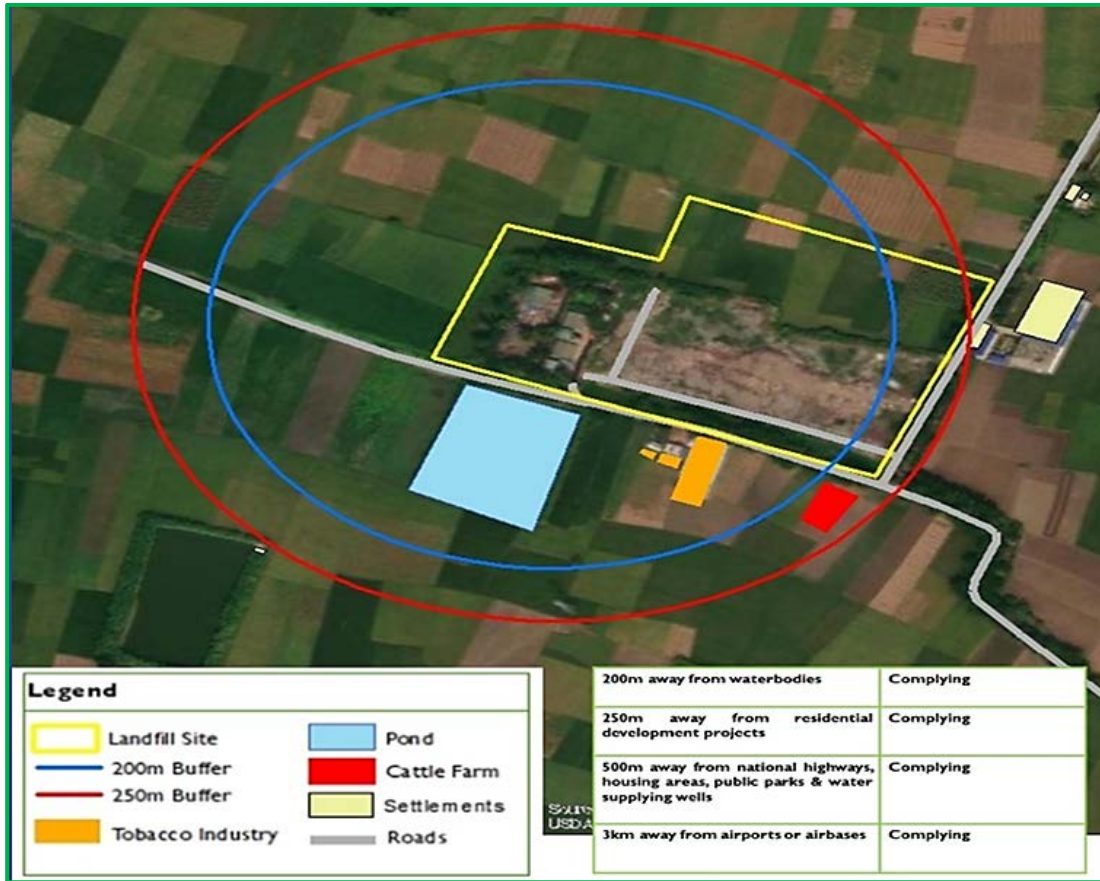 Legend
Landfill Site
200m Buffer
250m Buffer
Tobacco Industry
Pond
Cattle Farm
Settlements
Roads
USDA
200m away from waterbodies Complying
250m away from residential
development projects Complying
500m away from national highways,
housing areas, public parks & water
supplying wells Complying
3km away from airports or airbases Complying